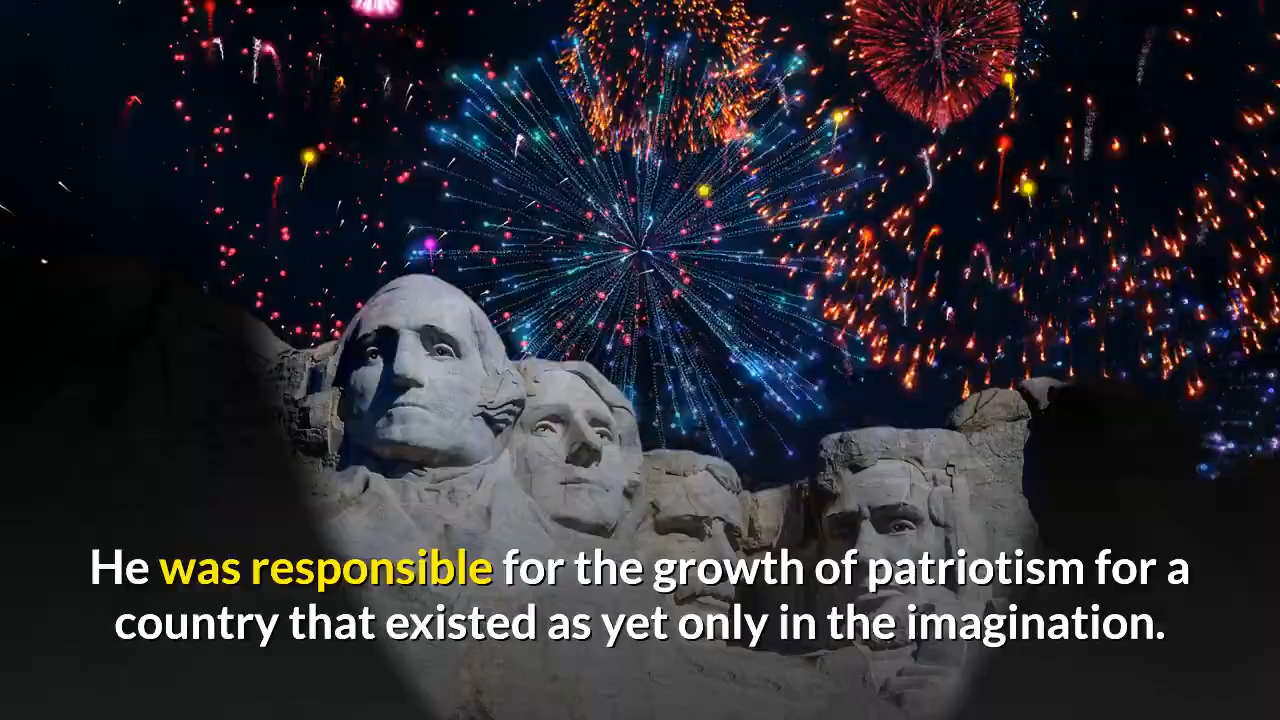 He was responsible for the growth of patriotism for a
country that existed as yet only in the imagination.